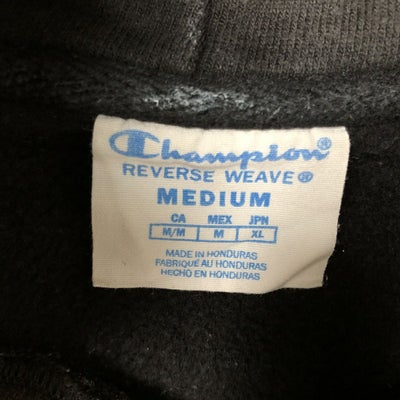 Champion®
REVERSE WEAVE®
MEDIUM
CA MEX JPN
M/M M XL
MADE IN HONDURAS
FABRIQUÉ AU HONDURAS
HECHO EN HONDURAS